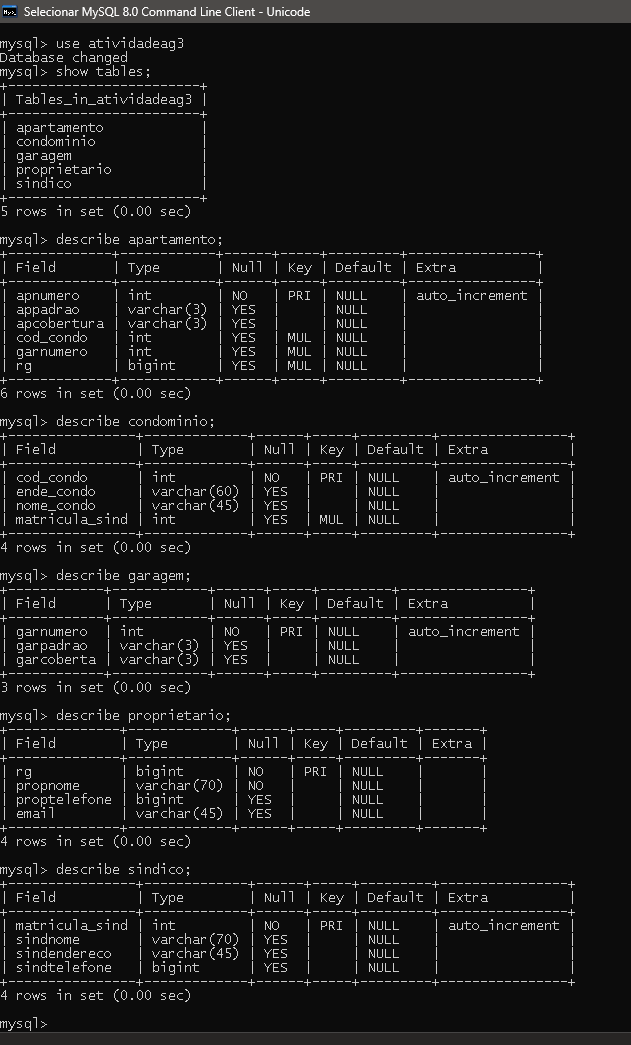 Selecionar MySQL 8.0 Command Line Client - Unicode
mysql> use atividadeag3
Database changed
mysql> show tables;
+------------------------+
| Tables_in_atividadeag3 |
+------------------------+
| apartamento            |
| condominio             |
| garagem                |
| proprietario           |
| sindico                |
+------------------------+
5 rows in set (0.00 sec)

mysql> describe apartamento;
+-------------+------------+------+-----+---------+----------------+
| Field       | Type       | Null | Key | Default | Extra          |
+-------------+------------+------+-----+---------+----------------+
| apnumero    | int        | NO   | PRI | NULL    | auto_increment |
| appadrao    | varchar(3) | YES  |     | NULL    |                |
| apcobertura | varchar(3) | YES  |     | NULL    |                |
| cod_condo   | int        | YES  | MUL | NULL    |                |
| garnumero   | int        | YES  | MUL | NULL    |                |
| rg          | bigint     | YES  | MUL | NULL    |                |
+-------------+------------+------+-----+---------+----------------+
6 rows in set (0.00 sec)

mysql> describe condominio;
+----------------+-------------+------+-----+---------+----------------+
| Field          | Type        | Null | Key | Default | Extra          |
+----------------+-------------+------+-----+---------+----------------+
| cod_condo      | int         | NO   | PRI | NULL    | auto_increment |
| ende_condo     | varchar(60) | YES  |     | NULL    |                |
| nome_condo     | varchar(45) | YES  |     | NULL    |                |
| matricula_sind | int         | YES  | MUL | NULL    |                |
+----------------+-------------+------+-----+---------+----------------+
4 rows in set (0.00 sec)

mysql> describe garagem;
+------------+------------+------+-----+---------+----------------+
| Field      | Type       | Null | Key | Default | Extra          |
+------------+------------+------+-----+---------+----------------+
| garnumero  | int        | NO   | PRI | NULL    | auto_increment |
| garpadrao  | varchar(3) | YES  |     | NULL    |                |
| garcoberta | varchar(3) | YES  |     | NULL    |                |
+------------+------------+------+-----+---------+----------------+
3 rows in set (0.00 sec)

mysql> describe proprietario;
+--------------+-------------+------+-----+---------+-------+
| Field        | Type        | Null | Key | Default | Extra |
+--------------+-------------+------+-----+---------+-------+
| rg           | bigint      | NO   | PRI | NULL    |       |
| propnome     | varchar(70) | NO   |     | NULL    |       |
| proptelefone | bigint      | YES  |     | NULL    |       |
| email        | varchar(45) | YES  |     | NULL    |       |
+--------------+-------------+------+-----+---------+-------+
4 rows in set (0.00 sec)

mysql> describe sindico;
+----------------+-------------+------+-----+---------+----------------+
| Field          | Type        | Null | Key | Default | Extra          |
+----------------+-------------+------+-----+---------+----------------+
| matricula_sind | int         | NO   | PRI | NULL    | auto_increment |
| sindnome       | varchar(70) | YES  |     | NULL    |                |
| sindendereco   | varchar(45) | YES  |     | NULL    |                |
| sindtelefone   | bigint      | YES  |     | NULL    |                |
+----------------+-------------+------+-----+---------+----------------+
4 rows in set (0.00 sec)

mysql>